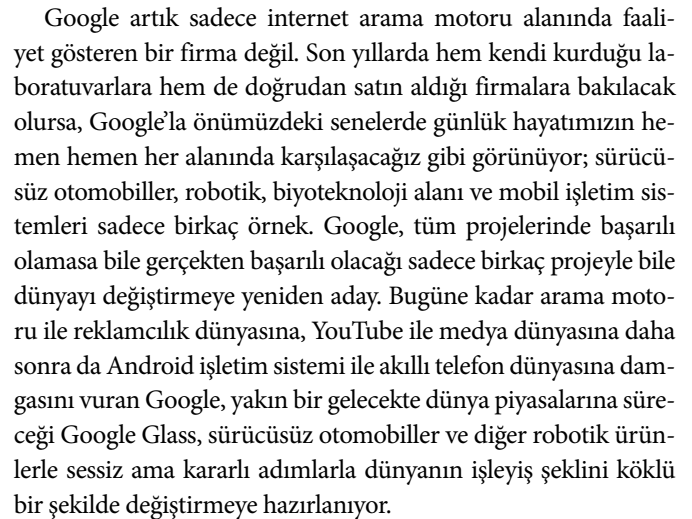 Google artık sadece internet arama motoru alanında faali-
yet gösteren bir firma değil. Son yıllarda hem kendi kurduğu la-
boratuvarlara hem de doğrudan satın aldığı firmalara bakılacak
olursa, Google’la önümüzdeki senelerde günlük hayatımızın he-
men hemen her alanında karşılaşacağız gibi görünüyor; sürücü-
süz otomobiller, robotik, biyoteknoloji alanı ve mobil işletim sis-
temleri sadece birkaç örnek. Google, tüm projelerinde başarılı
olamasa bile gerçekten başarılı olacağı sadece birkaç projeyle bile
dünyayı değiştirmeye yeniden aday. Bugüne kadar arama moto-
ru ile reklamcılık dünyasına, YouTube ile medya dünyasına daha
sonra da Android işletim sistemi ile akıllı telefon dünyasına dam-
gasını vuran Google, yakın bir gelecekte dünya piyasalarına süre-
ceği Google Glass, sürücüsüz otomobiller ve diğer robotik ürün-
lerle sessiz ama kararlı adımlarla dünyanın işleyiş şeklini köklü
bir şekilde değiştirmeye hazırlanıyor.